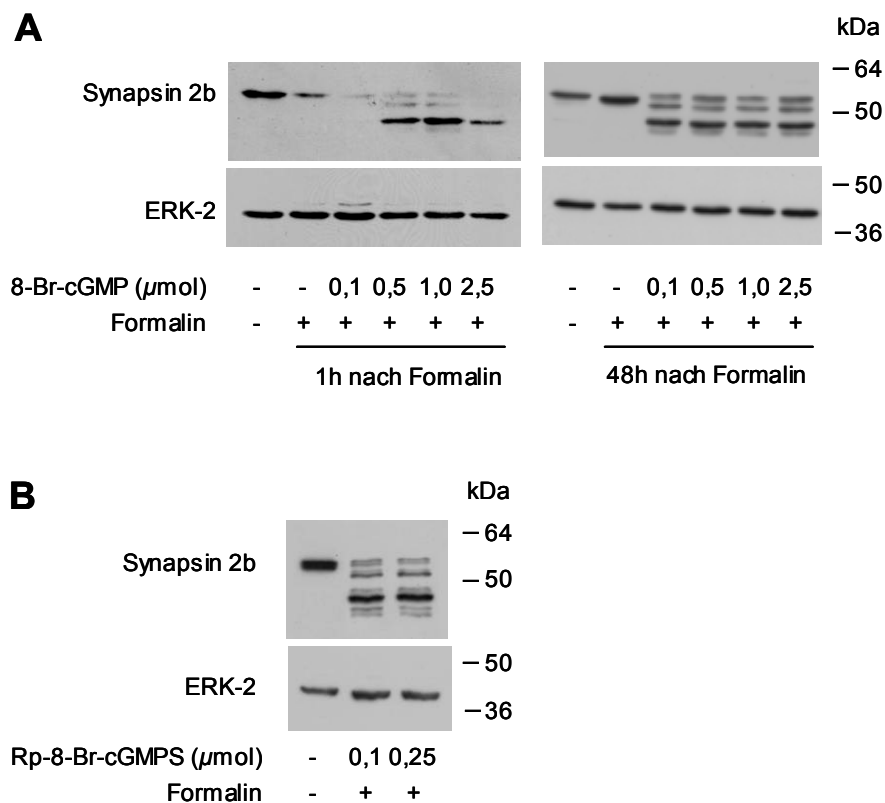 A
kDa
64
Synapsin 2b
50
50
ERK-2
36
8-Br-cGMP (µmol) - - 0,1 0,5 1,0 2,5 - - 0,1 0,5 1,0 2,5
Formalin - + + + + + - + + + + +
1h nach Formalin 48h nach Formalin
B
kDa
64
Synapsin 2b
50
50
ERK-2
36
Rp-8-Br-cGMPS (µmol) - 0,1 0,25
Formalin - + +